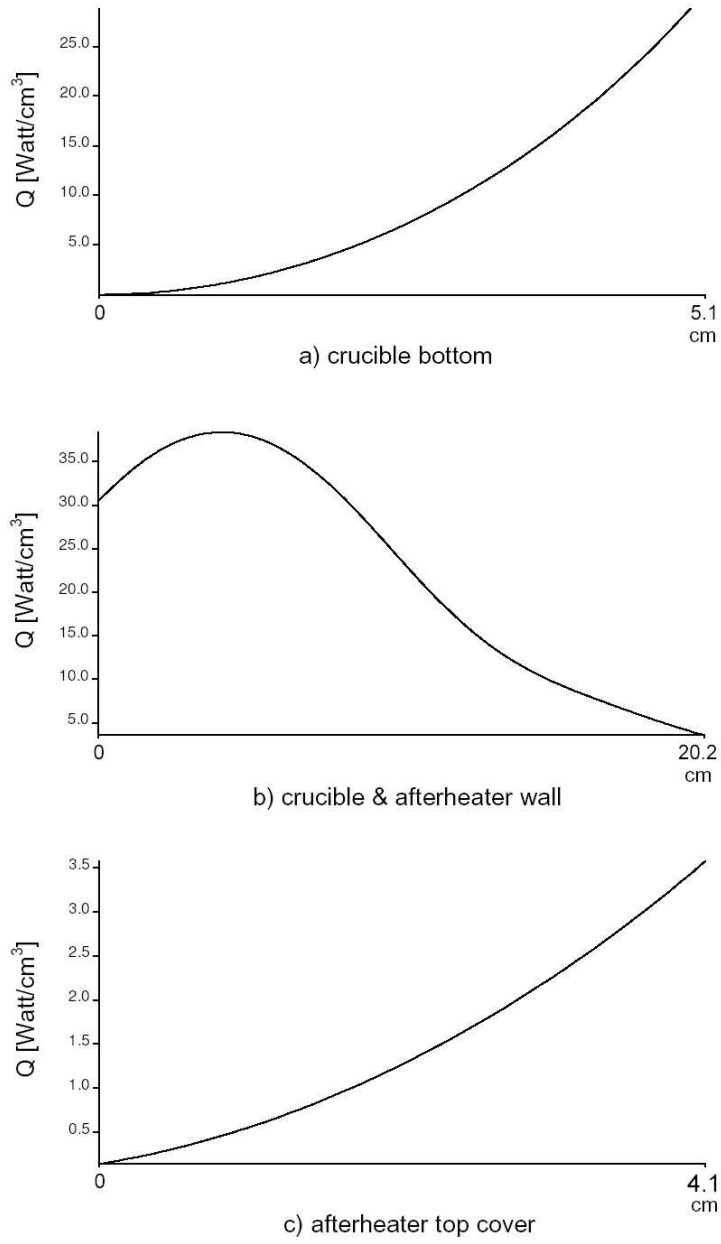 25.0
20.0
15.0
10.0
5.0
Q [Watt/cm³]
0
5.1
cm
a) crucible bottom
35.0
30.0
25.0
20.0
15.0
10.0
5.0
Q [Watt/cm³]
0
20.2
cm
b) crucible & afterheater wall
3.5
3.0
2.5
2.0
1.5
1.0
0.5
Q [Watt/cm³]
0
4.1
cm
c) afterheater top cover